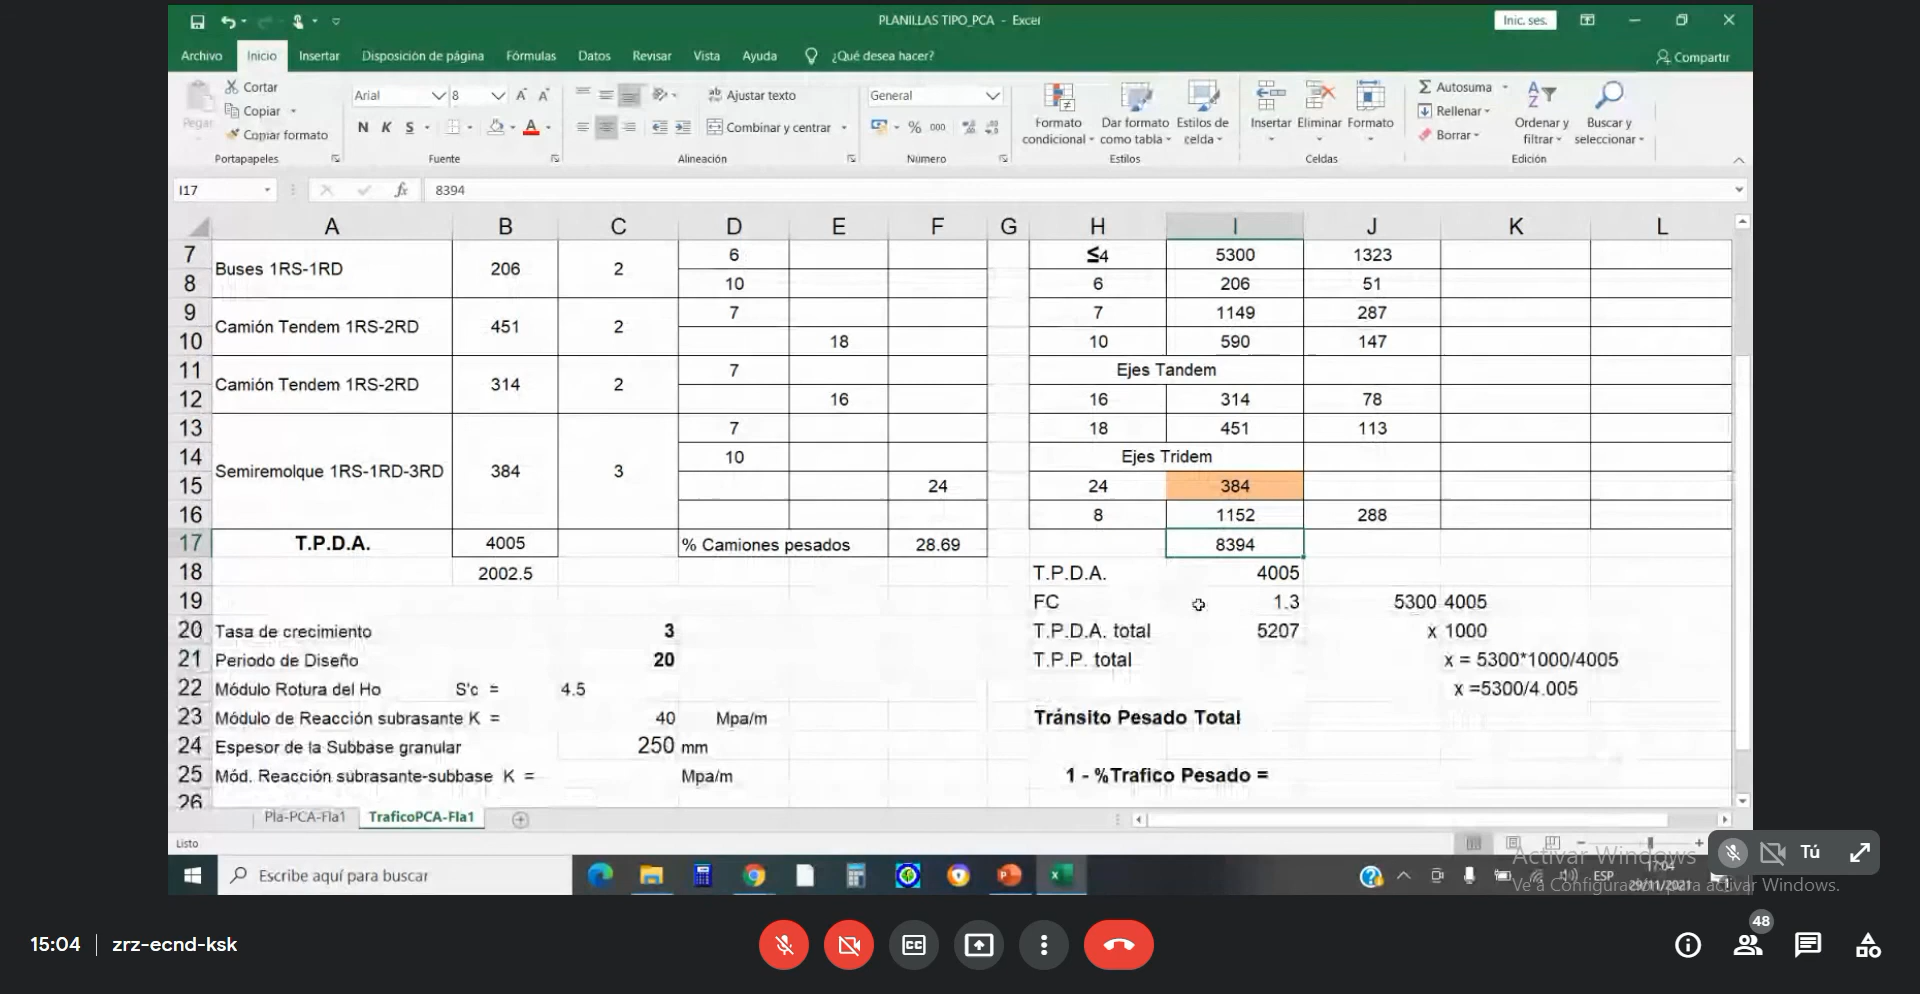 PLANILLAS TIPO_PCA - Excel
Inic. ses.
Archivo Inicio Insertar Disposición de página Fórmulas Datos Revisar Vista Ayuda ¿Qué desea hacer? Compartir
Pegar
Cortar
Copiar
Copiar formato
Portapapeles
Arial 8
N K S
Fuente
Ajustar texto
Combinar y centrar
Alineación
General
% 000
Número
Formato condicional
Dar formato como tabla
Estilos de celda
Estilos
Insertar Eliminar Formato
Celdas
Autosuma
Rellenar
Borrar
Ordenar y filtrar
Buscar y seleccionar
Edición
I17 fx 8394
A B C D E F G H I J K L
7 Buses 1RS-1RD 206 2 6 ≤4 5300 1323
8 10 6 206 51
9 Camión Tendem 1RS-2RD 451 2 7 7 1149 287
10 18 10 590 147
11 Camión Tendem 1RS-2RD 314 2 7 Ejes Tandem
12 16 16 314 78
13 Semiremolque 1RS-1RD-3RD 384 3 7 18 451 113
14 10 Ejes Tridem
15 24 24 384
16 8 1152 288
17 T.P.D.A. 4005 % Camiones pesados 28.69 8394
18 2002.5 T.P.D.A. 4005
19 FC 1.3 5300 4005
20 Tasa de crecimiento 3 T.P.D.A. total 5207 x 1000
21 Periodo de Diseño 20 T.P.P. total x = 5300*1000/4005
22 Módulo Rotura del Ho S'c = 4.5 x =5300/4.005
23 Módulo de Reacción subrasante K = 40 Mpa/m Tránsito Pesado Total
24 Espesor de la Subbase granular 250 mm
25 Mód. Reacción subrasante-subbase K = Mpa/m 1 - %Trafico Pesado =
26
Pla-PCA-Fla1 TraficoPCA-Fla1
Listo
Activar Windows
Ve a Configuración para activar Windows.
Tú
Escribe aquí para buscar
ESP
17:04
29/11/2021
15:04 | zrz-ecnd-ksk
48